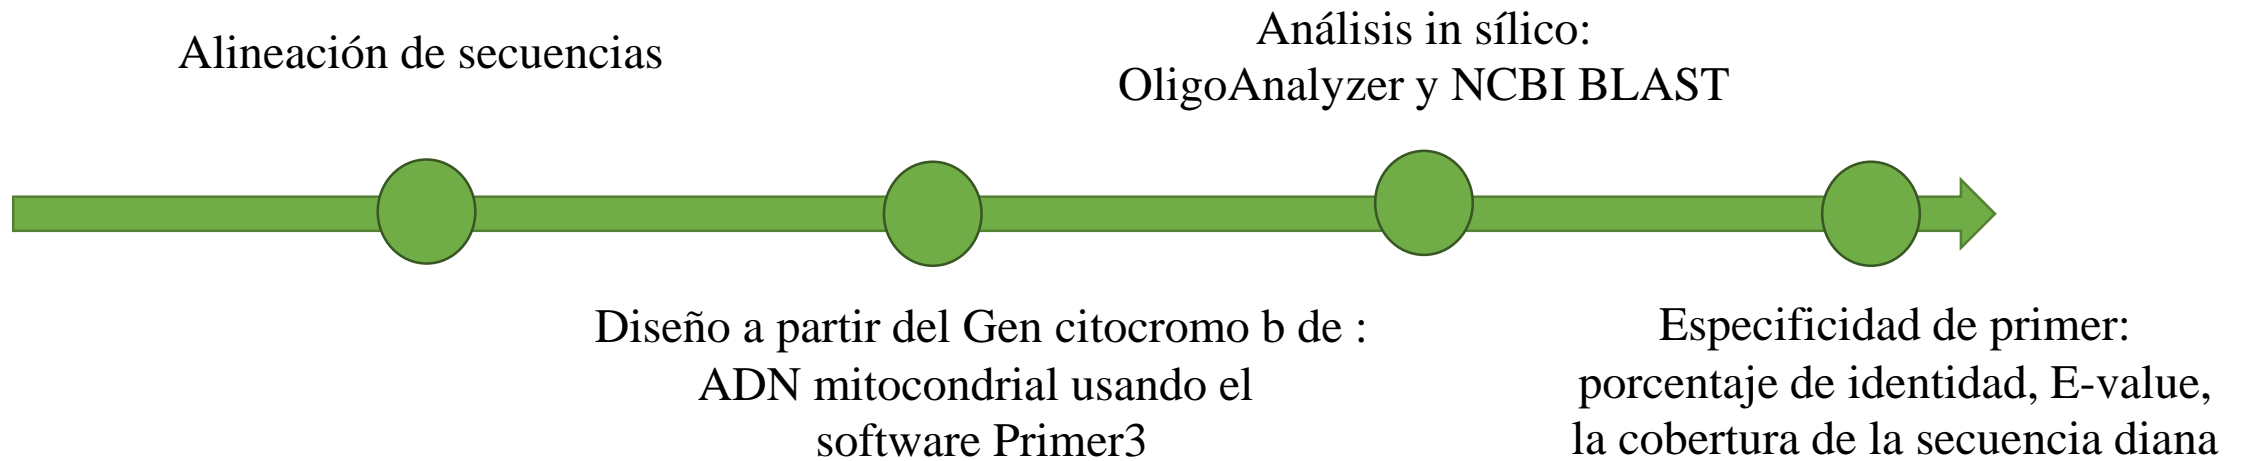 Alineación de secuencias
Análisis in sílico:
OligoAnalyzer y NCBI BLAST
Diseño a partir del Gen citocromo b de :
ADN mitocondrial usando el
software Primer3
Especificidad de primer:
porcentaje de identidad, E-value,
la cobertura de la secuencia diana